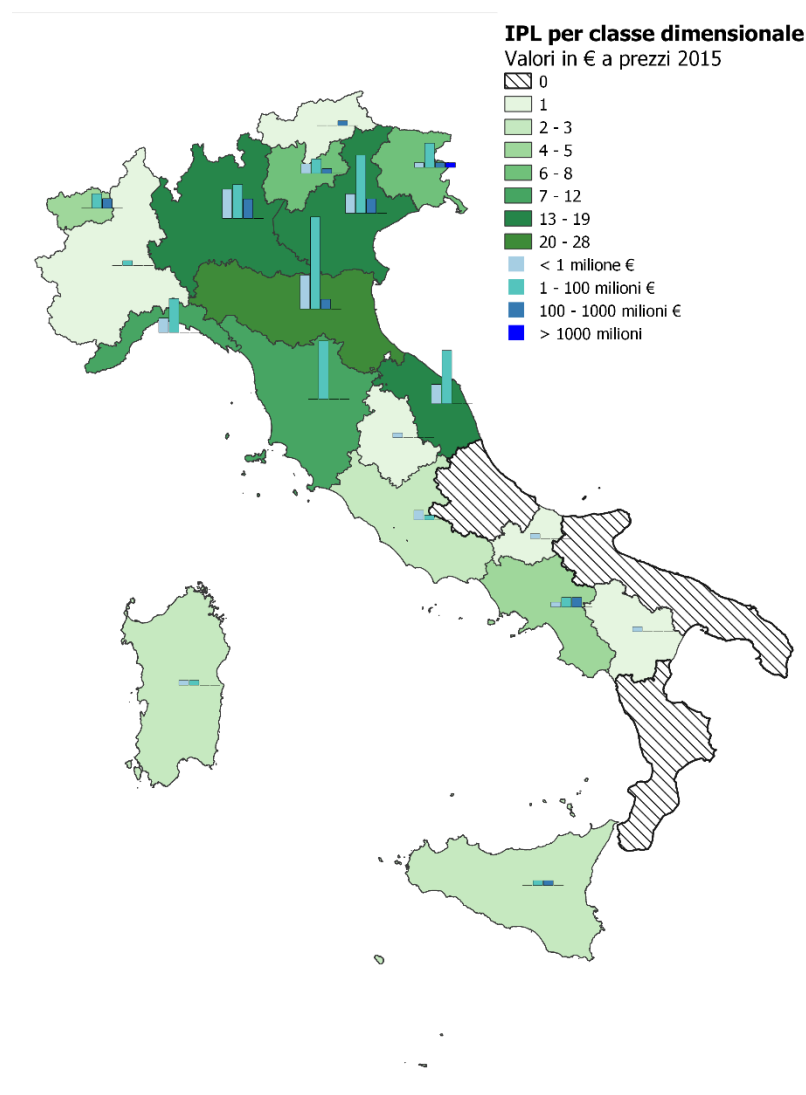 IPL per classe dimensionale
Valori in € a prezzi 2015
0
1
2 - 3
4 - 5
6 - 8
7 - 12
13 - 19
20 - 28
< 1 milione €
1 - 100 milioni €
100 - 1000 milioni €
> 1000 milioni